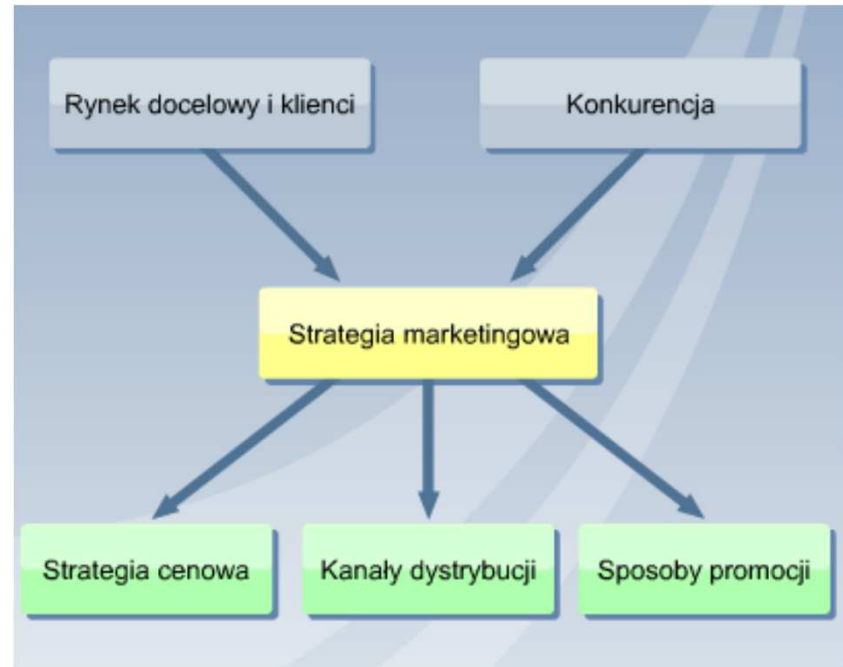 Rynek docelowy i klienci
Konkurencja
Strategia marketingowa
Strategia cenowa
Kanały dystrybucji
Sposoby promocji